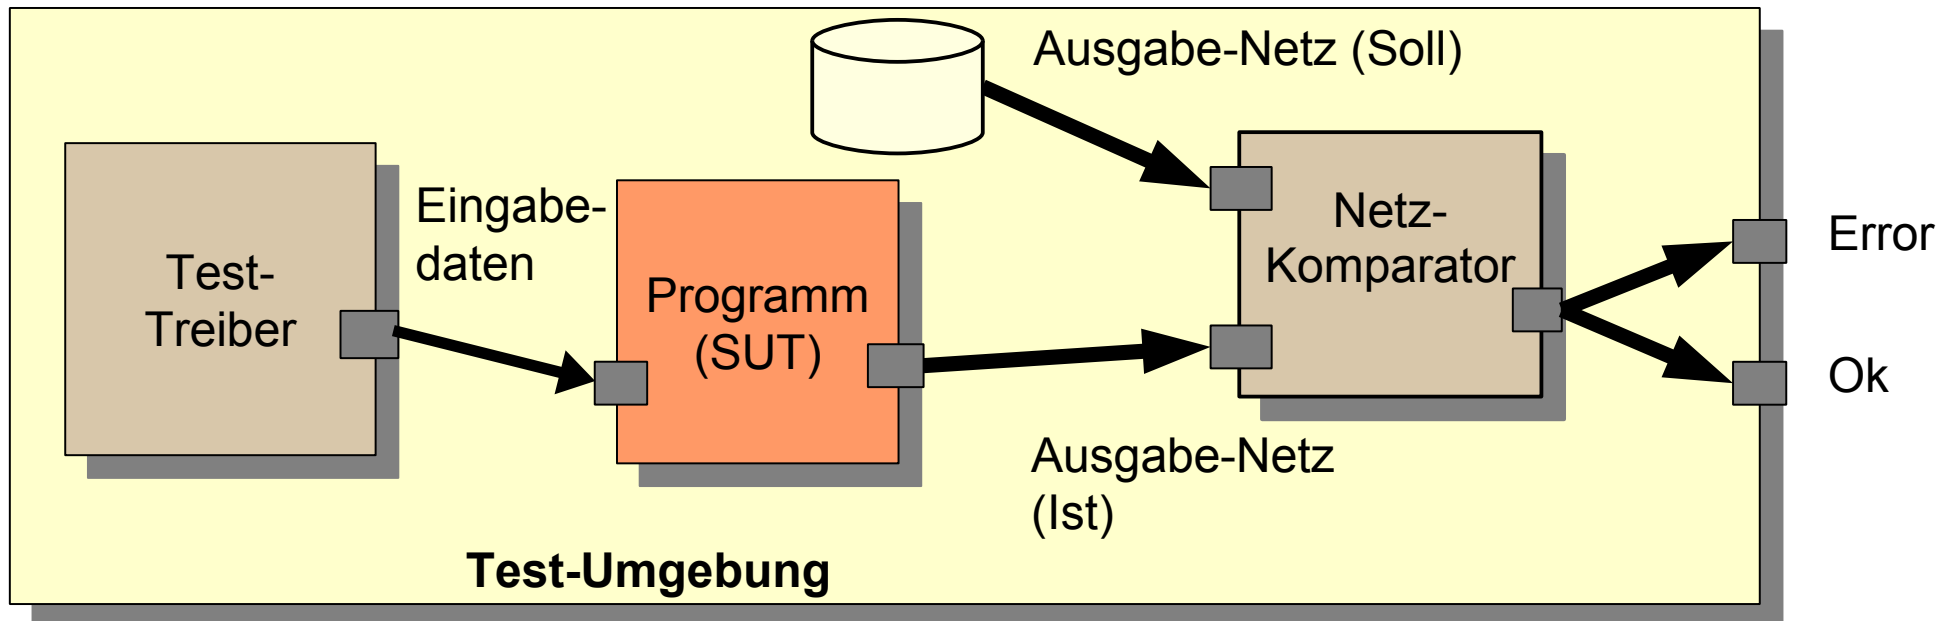 Ausgabe-Netz (Soll)
Test-
Treiber
Eingabe-
daten
Programm
(SUT)
Netz-
Komparator
Error
Ok
Ausgabe-Netz
(Ist)
Test-Umgebung